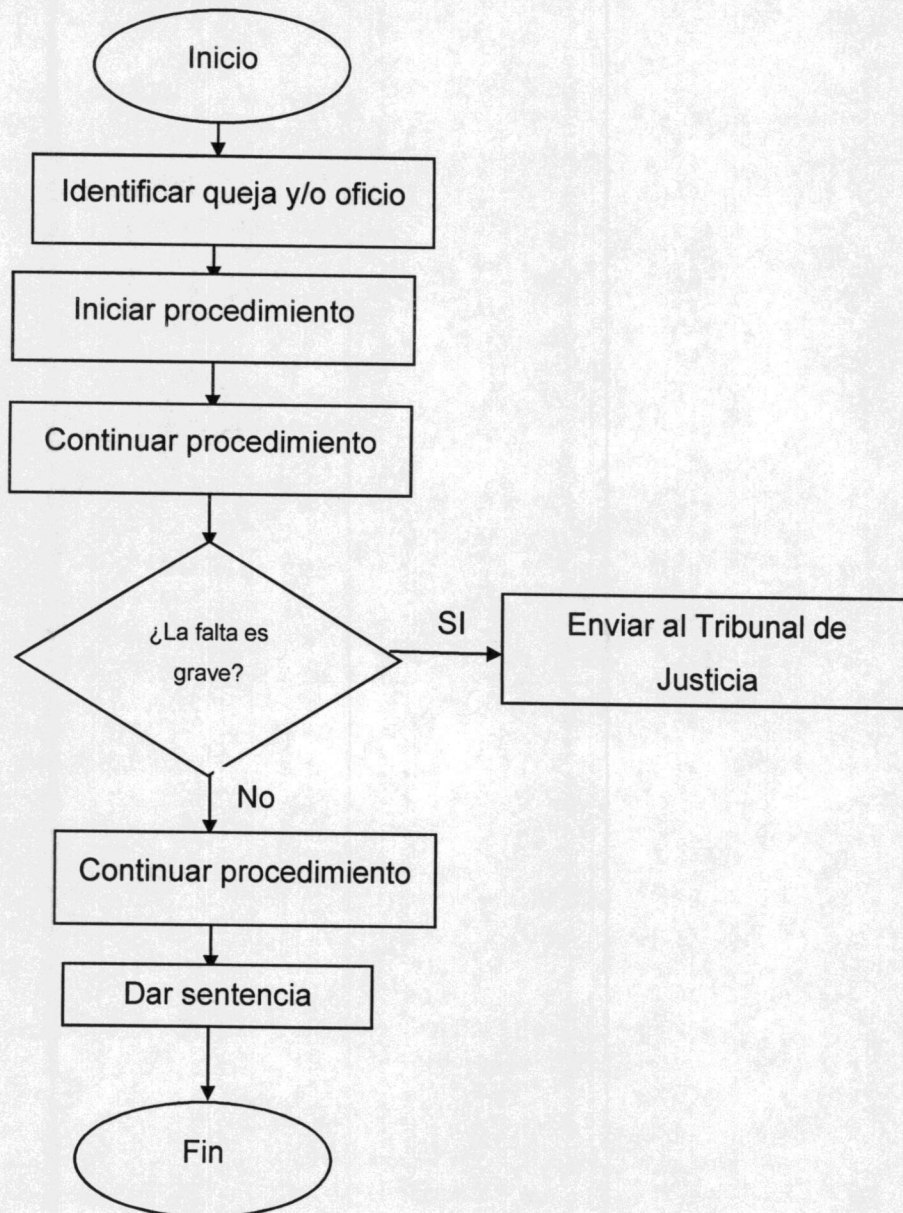 Inicio
Identificar queja y/o oficio
Iniciar procedimiento
Continuar procedimiento
¿La falta es
grave?
SI
Enviar al Tribunal de
Justicia
No
Continuar procedimiento
Dar sentencia
Fin